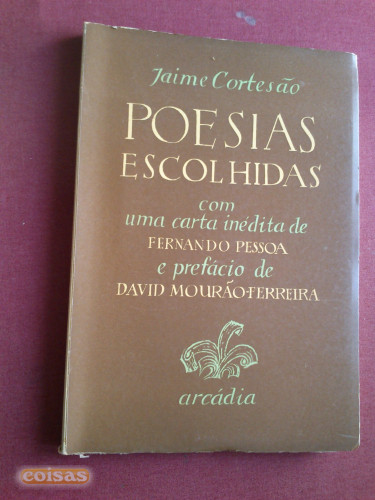 Jaime Cortesão
POESIAS
ESCOLHIDAS
com
uma carta inédita de
FERNANDO PESSOA
e prefácio de
DAVID MOURÃO-FERREIRA
arcádia
coisas